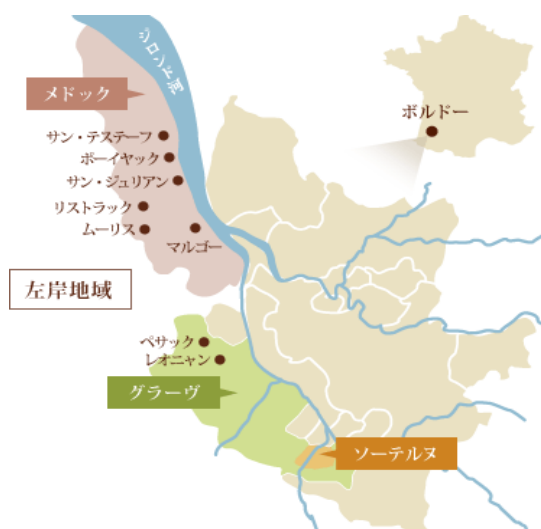 ジロンド河
メドック
ボルドー
サン・テステーフ
ポーイヤック
サン・ジュリアン
リストラック
ムーリス
マルゴー
左岸地域
ペサック
レオニャン
グラーヴ
ソーテルヌ